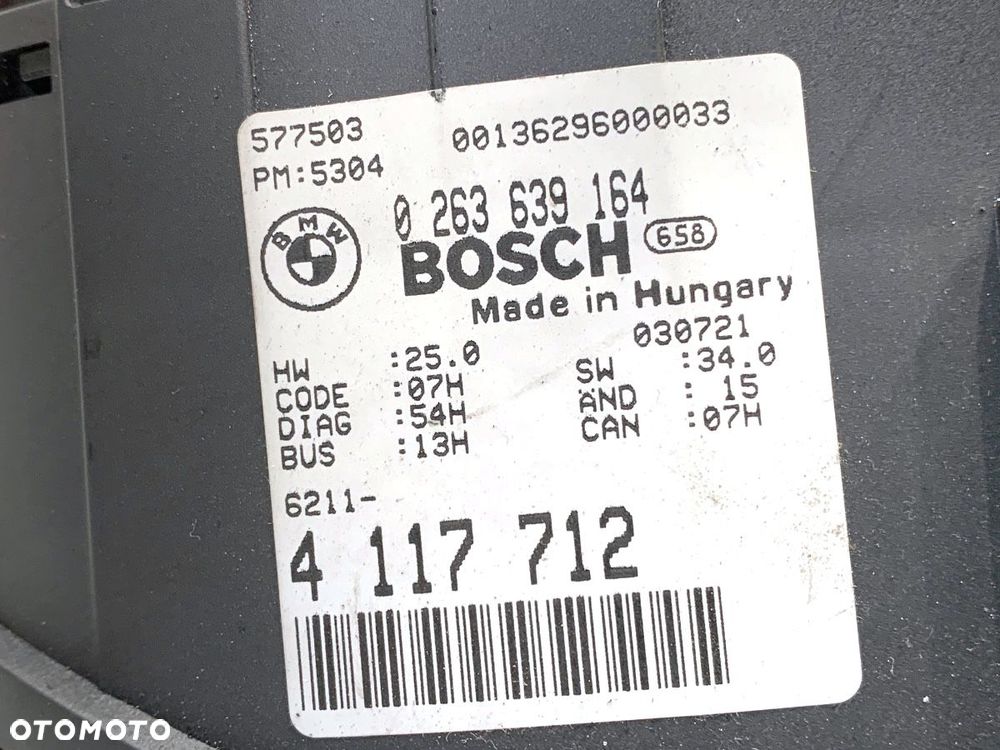 577503 00136296000033
PM:5304
0 263 639 164
BMW
BOSCH 658
Made in Hungary
030721
HW :25.0 SW :34.0
CODE :07H ÄND : 15
DIAG :54H CAN :07H
BUS :13H
6211-
4 117 712
OTOMOTO